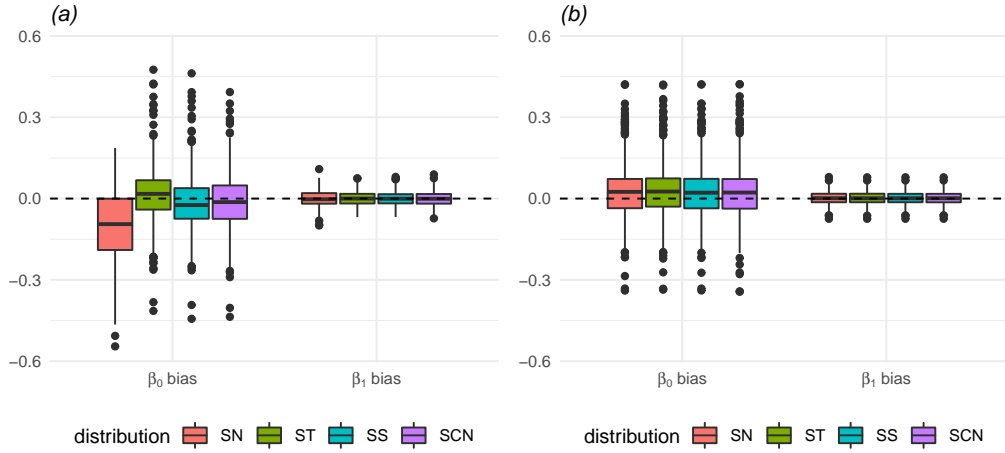 (a)
0.6
0.3
0.0
−0.3
−0.6
β0 bias
β1 bias
distribution SN ST SS SCN
(b)
0.6
0.3
0.0
−0.3
−0.6
β0 bias
β1 bias
distribution SN ST SS SCN